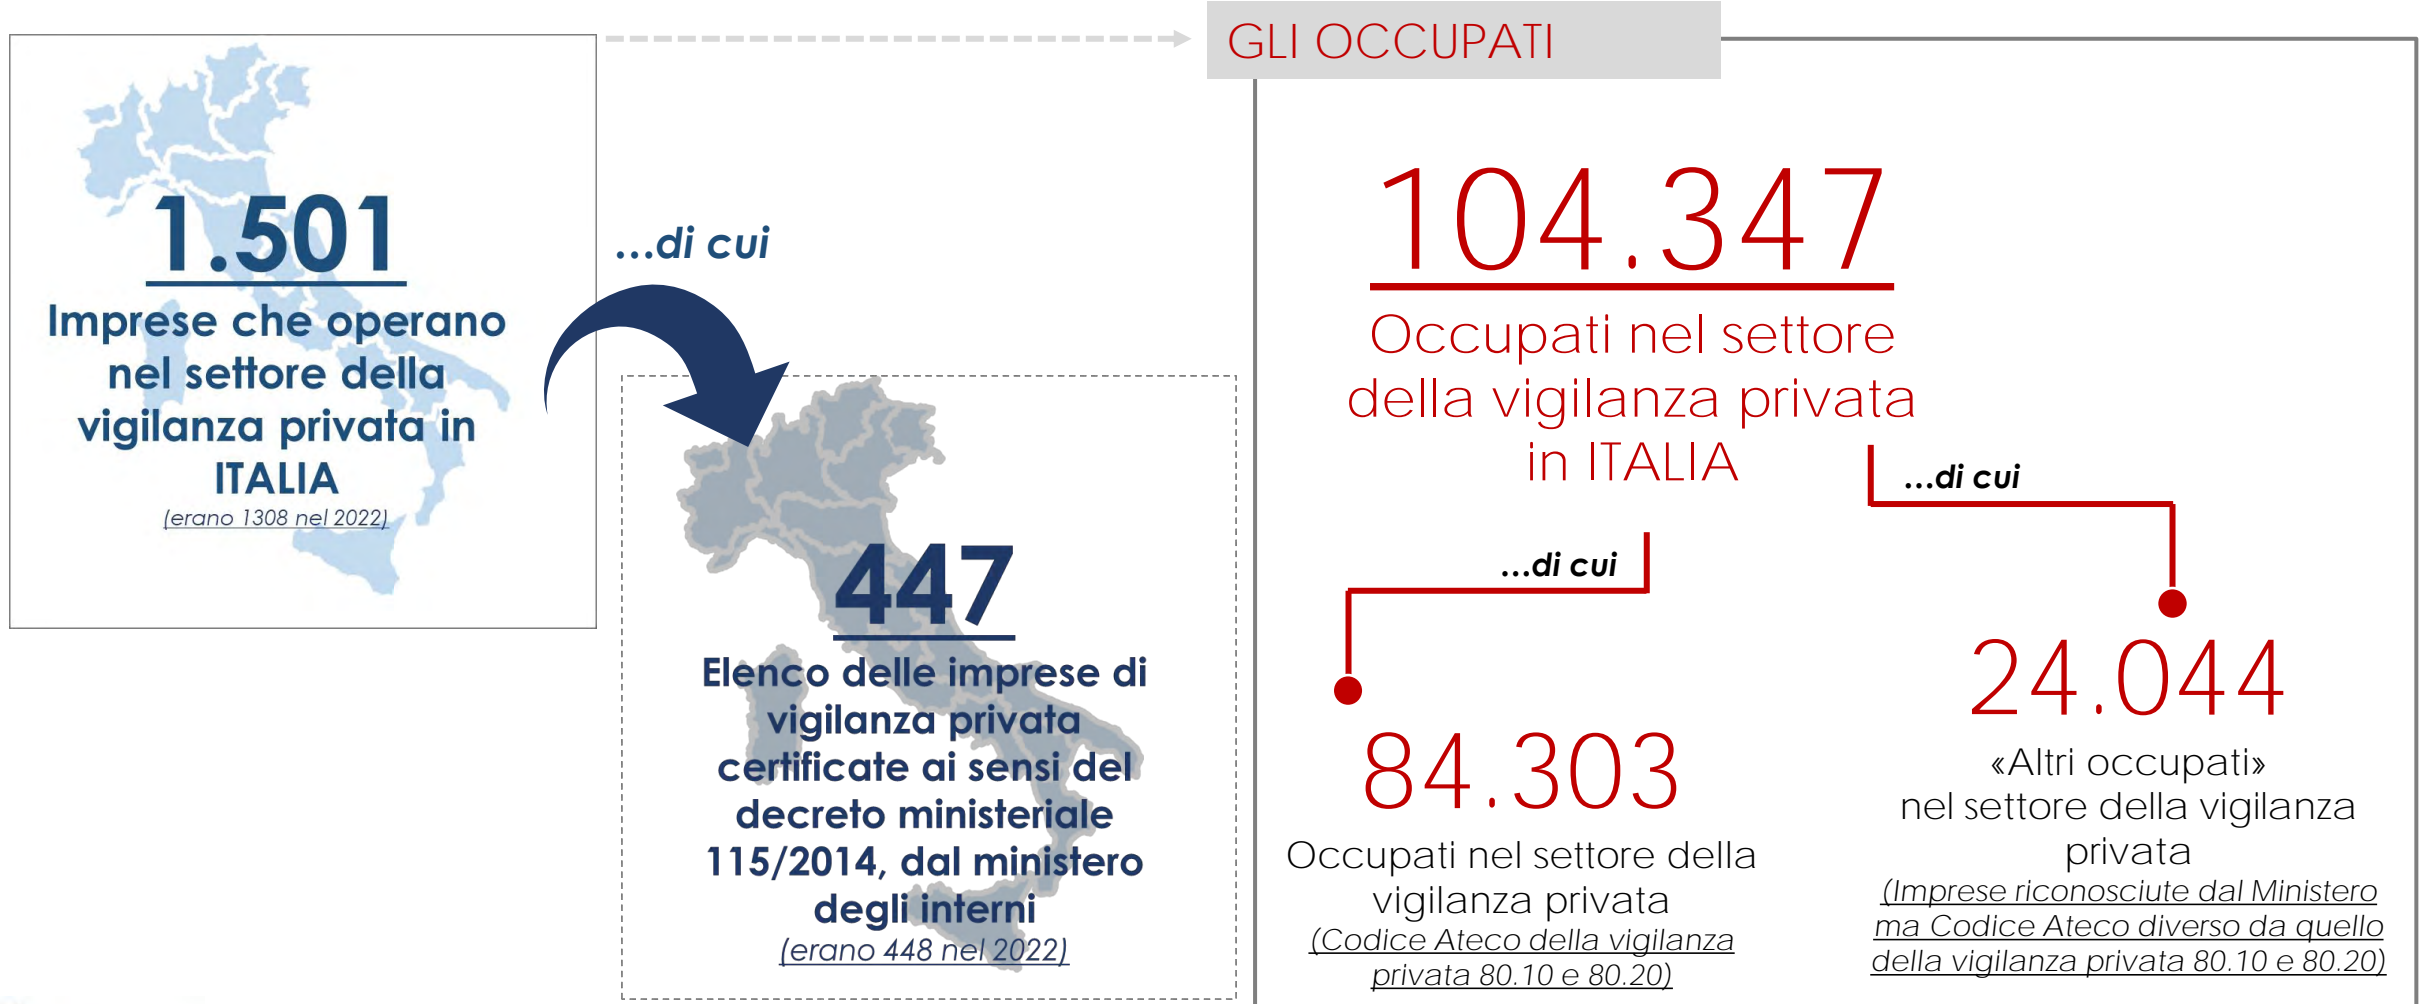 1.501
Imprese che operano
nel settore della
vigilanza privata in
ITALIA
(erano 1308 nel 2022)
...di cui
447
Elenco delle imprese di
vigilanza privata
certificate ai sensi del
decreto ministeriale
115/2014, dal ministero
degli interni
(erano 448 nel 2022)
GLI OCCUPATI
104.347
Occupati nel settore
della vigilanza privata
in ITALIA
...di cui
84.303
Occupati nel settore della
vigilanza privata
(Codice Ateco della vigilanza
privata 80.10 e 80.20)
...di cui
24.044
«Altri occupati»
nel settore della vigilanza
privata
(Imprese riconosciute dal Ministero
ma Codice Ateco diverso da quello
della vigilanza privata 80.10 e 80.20)